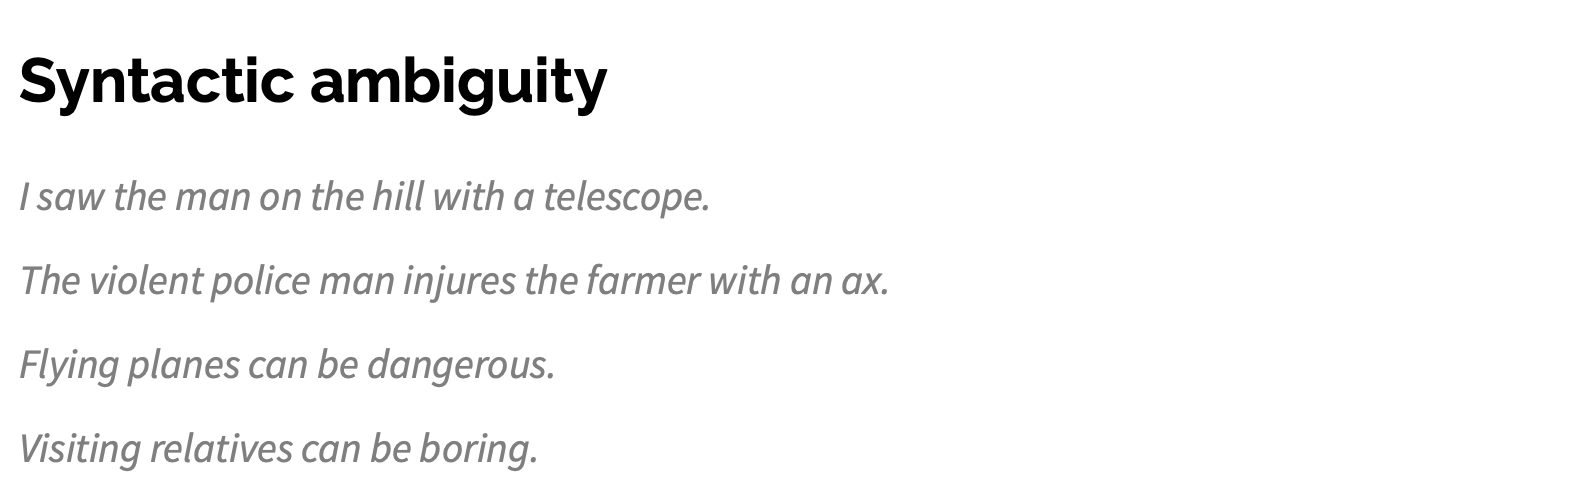 Syntactic ambiguity
I saw the man on the hill with a telescope.
The violent police man injures the farmer with an ax.
Flying planes can be dangerous.
Visiting relatives can be boring.